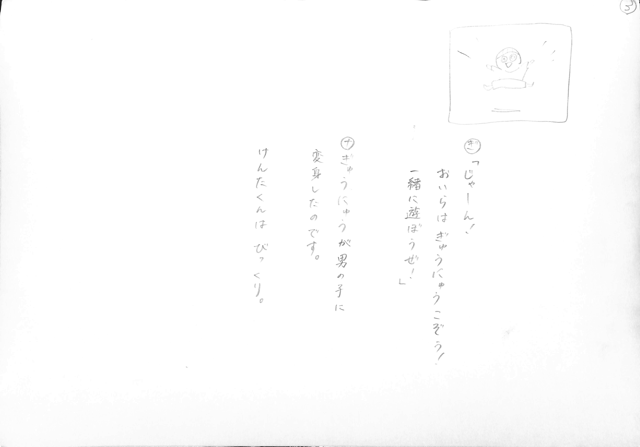 ③
㋖「じゃーん！
おいらはぎゅうにゅうこぞう！
一緒に遊ぼうぜ！」
㋤ぎゅうにゅうが男の子に
変身したのです。
けんたくんは びっくり。